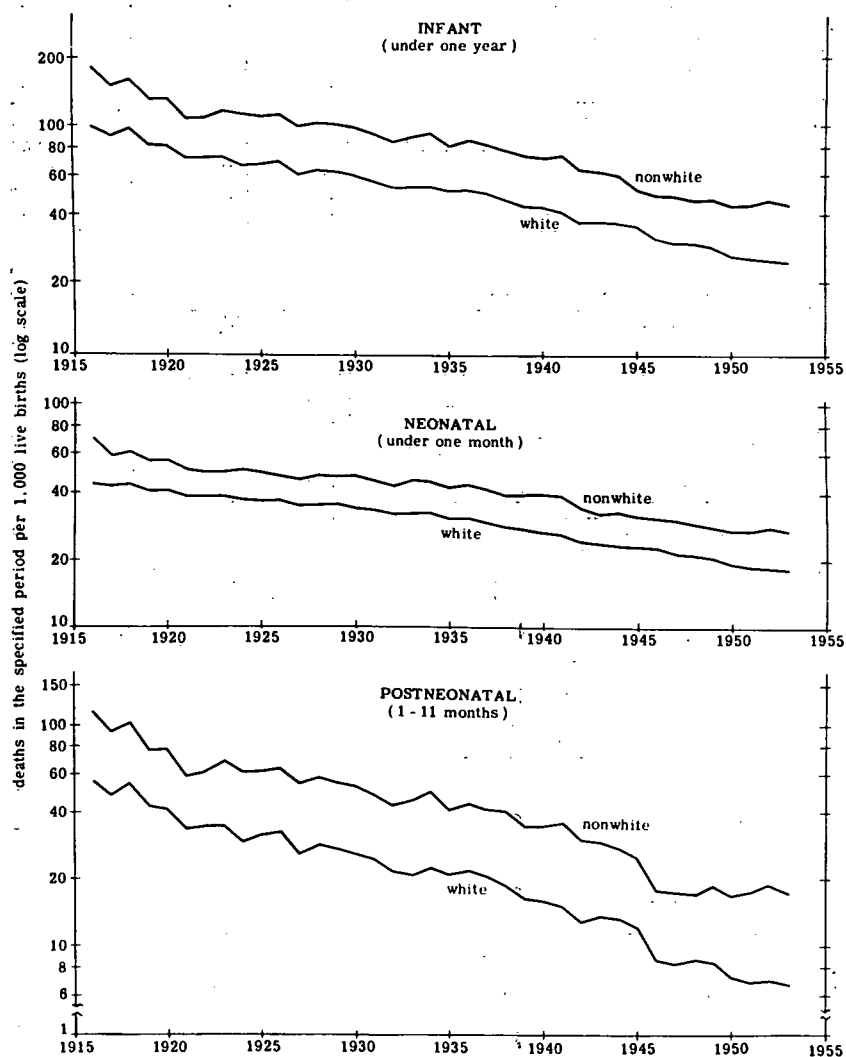 deaths in the specified period per 1,000 live births (log scale)
INFANT
(under one year)
200
100
80
60
40
20
10
nonwhite
white
1915 1920 1925 1930 1935 1940 1945 1950 1955
NEONATAL
(under one month)
100
80
60
40
20
10
nonwhite
white
1915 1920 1925 1930 1935 1940 1945 1950 1955
POSTNEONATAL
(1-11 months)
150
100
80
60
40
20
10
8
6
1
nonwhite
white
1915 1920 1925 1930 1935 1940 1945 1950 1955